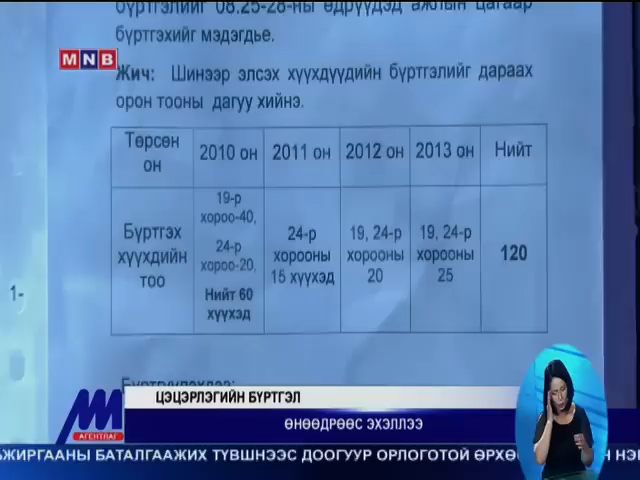 бүртгэлийг 08.25-28-ны өдрүүдэд ажлын цагаар
бүртгэхийг мэдэгдье.
MNB
Жич: Шинээр элсэх хүүхдүүдийн бүртгэлийг дараах
орон тооны дагуу хийнэ.
Төрсөн он
2010 он
2011 он
2012 он
2013 он
Нийт
Бүртгэх хүүхдийн тоо
19-р
хороо-40,
24-р
хороо-20,
Нийт 60
хүүхэд
24-р
хорооны
15 хүүхэд
19, 24-р
хорооны
20
19, 24-р
хорооны
25
120
1-
ЦЭЦЭРЛЭГИЙН БҮРТГЭЛ
ӨНӨӨДРӨӨС ЭХЭЛЛЭЭ
АГЕНТЛАГ
ЖИРГААНЫ БАТАЛГААЖИХ ТҮВШНЭЭС ДООГУУР ОРЛОГОТОЙ ӨРХӨ